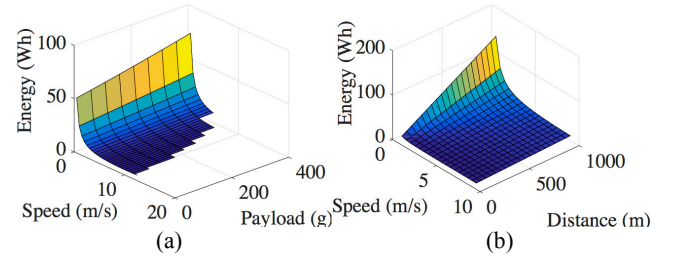 100
50
0
0
10
20
0
200
400
Energy (Wh)
Speed (m/s)
Payload (g)
(a)
200
100
0
0
5
10
0
500
1000
Energy (Wh)
Speed (m/s)
Distance (m)
(b)